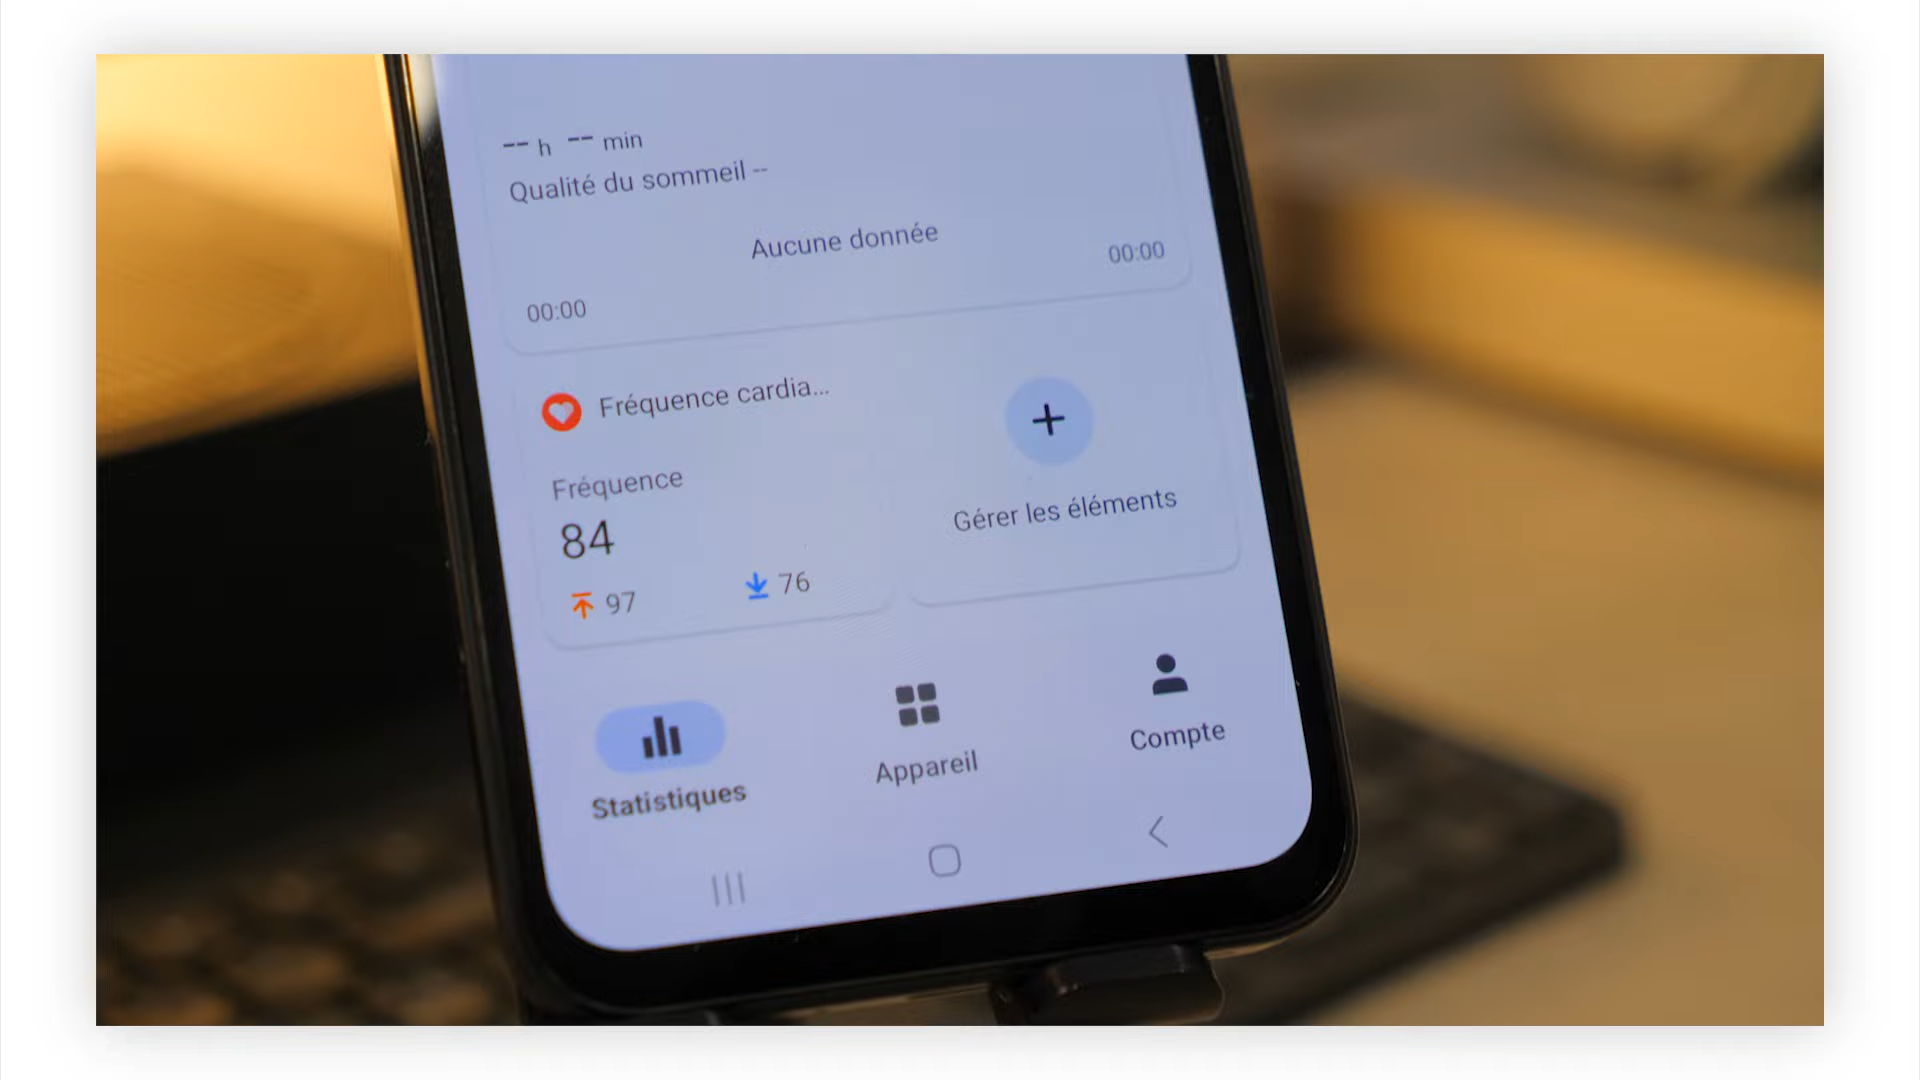 -- h -- min
Qualité du sommeil --
Aucune donnée
00:00 00:00
Fréquence cardia...
Fréquence
84
97 76
Gérer les éléments
Statistiques Appareil Compte